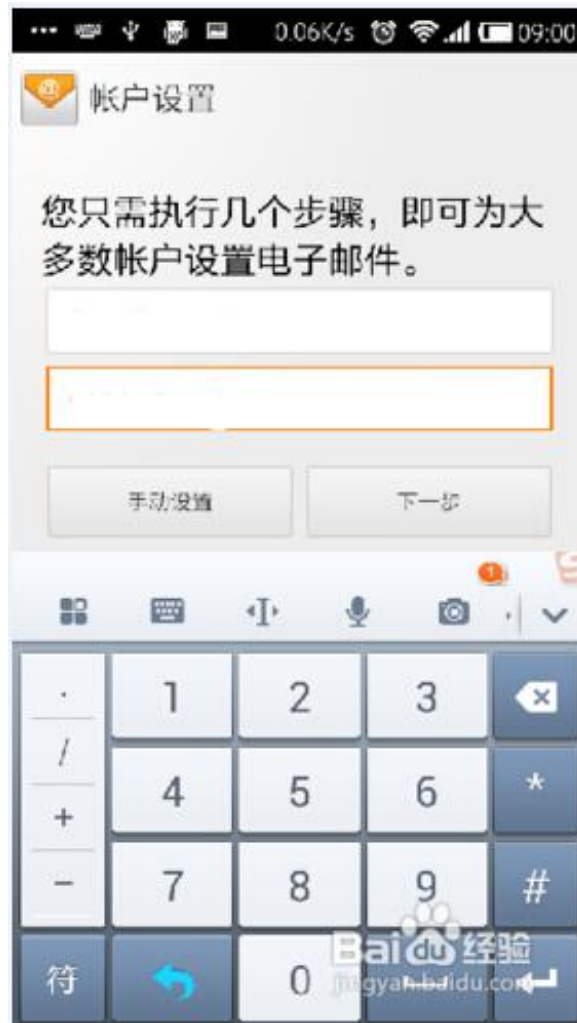 0.06K/s 09:00
帐户设置
您只需执行几个步骤，即可为大
多数帐户设置电子邮件。
手动设置 下一步
1
. 1 2 3
/ 4 5 6 *
+
- 7 8 9 #
符 0
Baidu 经验
jingyan.baidu.com